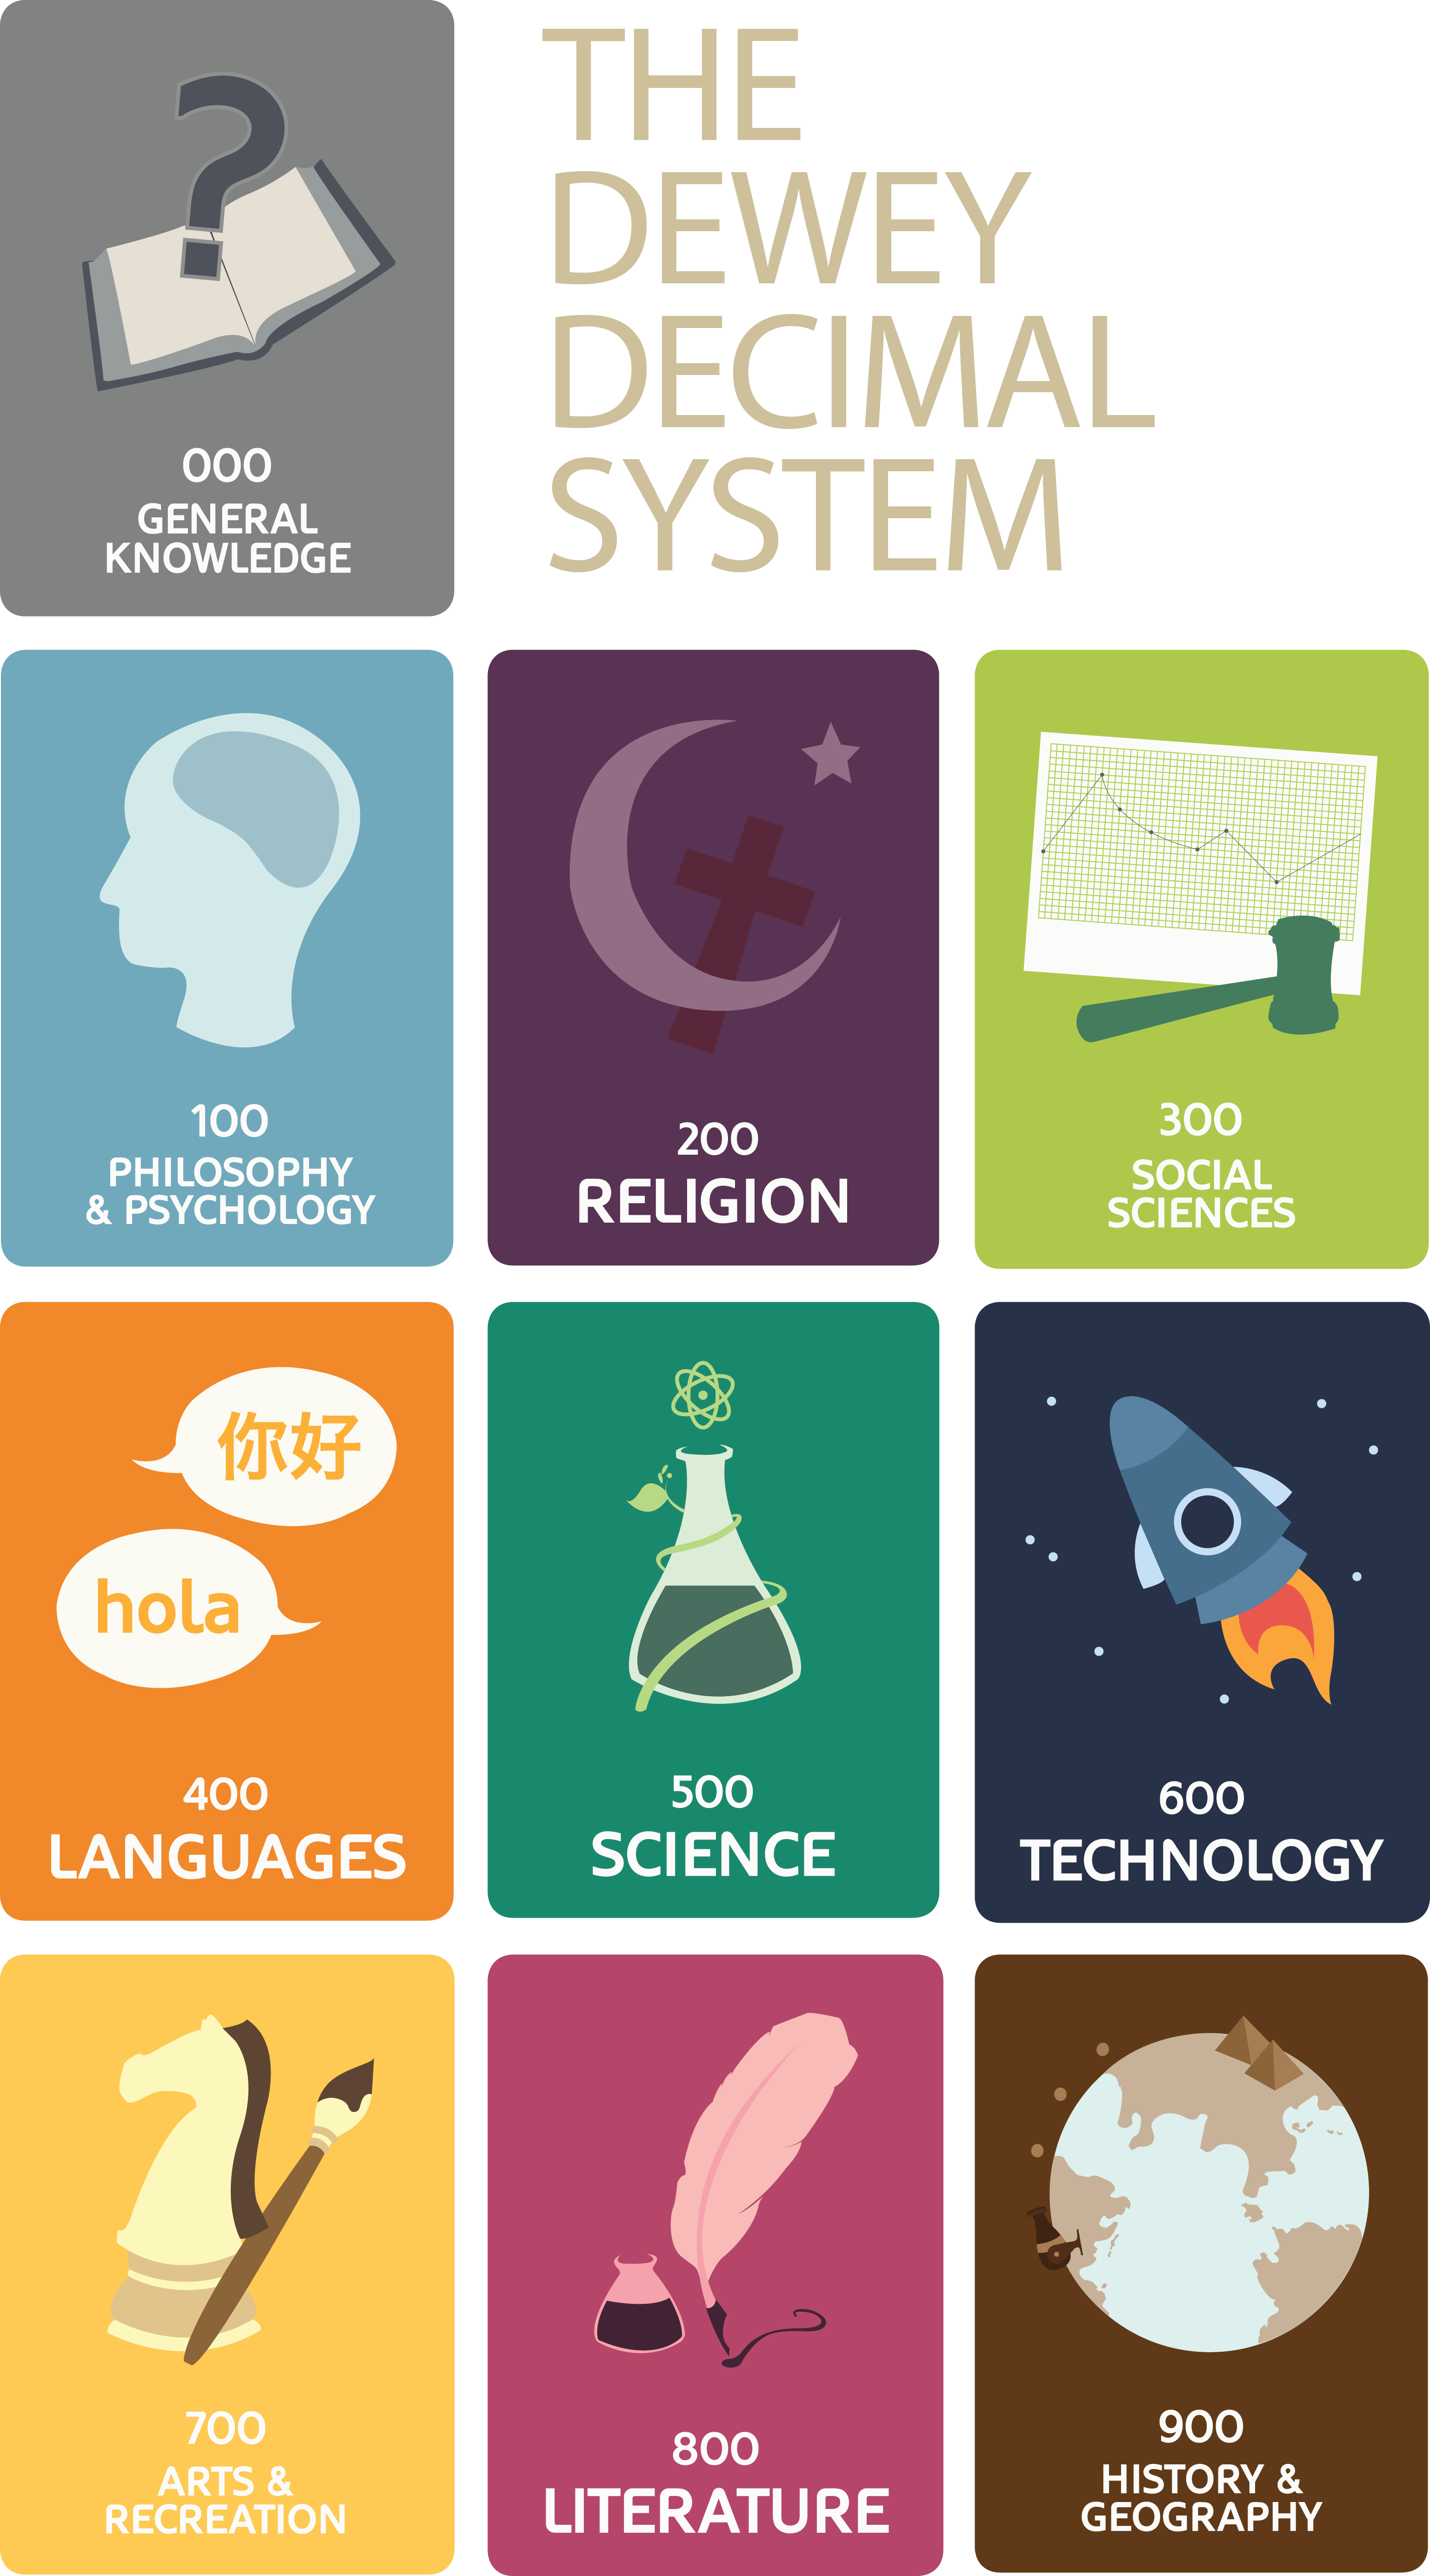 THE
DEWEY
DECIMAL
SYSTEM
000
GENERAL
KNOWLEDGE
100
PHILOSOPHY
& PSYCHOLOGY
200
RELIGION
300
SOCIAL
SCIENCES
你好
hola
400
LANGUAGES
500
SCIENCE
600
TECHNOLOGY
700
ARTS &
RECREATION
800
LITERATURE
900
HISTORY &
GEOGRAPHY